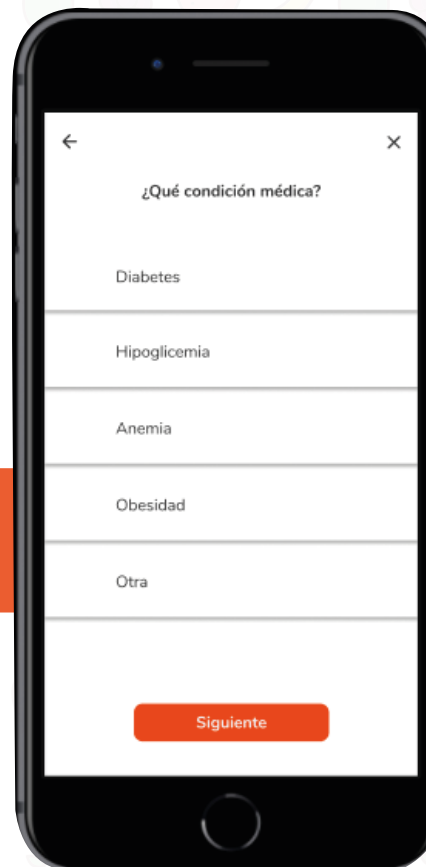 ¿Qué condición médica?
Diabetes
Hipoglicemia
Anemia
Obesidad
Otra
Siguiente